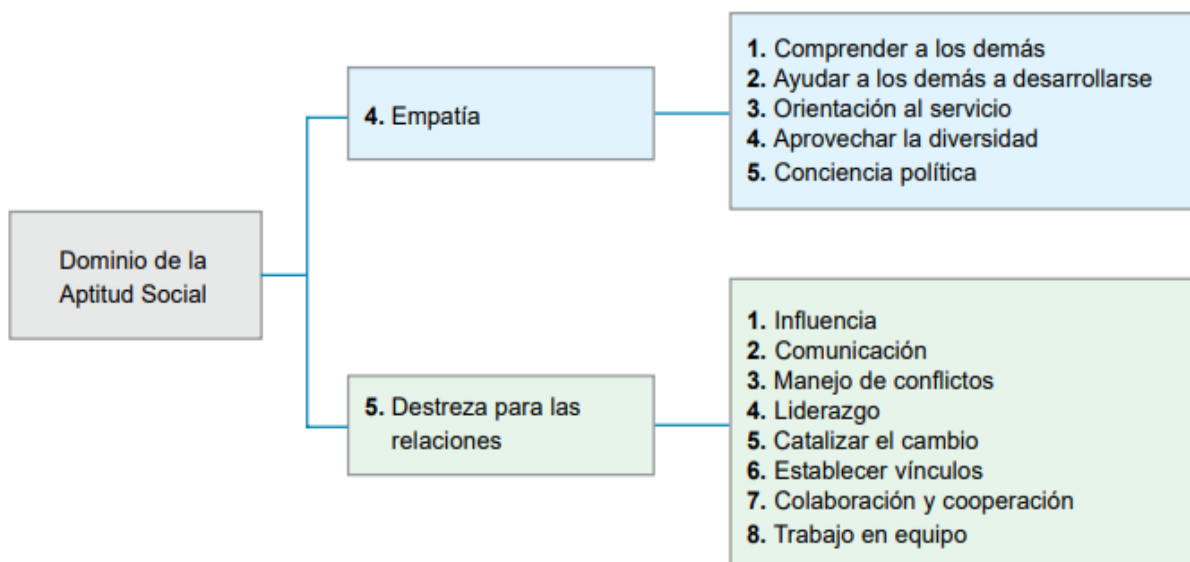 Dominio de la
Aptitud Social
4. Empatía
1. Comprender a los demás
2. Ayudar a los demás a desarrollarse
3. Orientación al servicio
4. Aprovechar la diversidad
5. Conciencia política
5. Destreza para las
relaciones
1. Influencia
2. Comunicación
3. Manejo de conflictos
4. Liderazgo
5. Catalizar el cambio
6. Establecer vínculos
7. Colaboración y cooperación
8. Trabajo en equipo